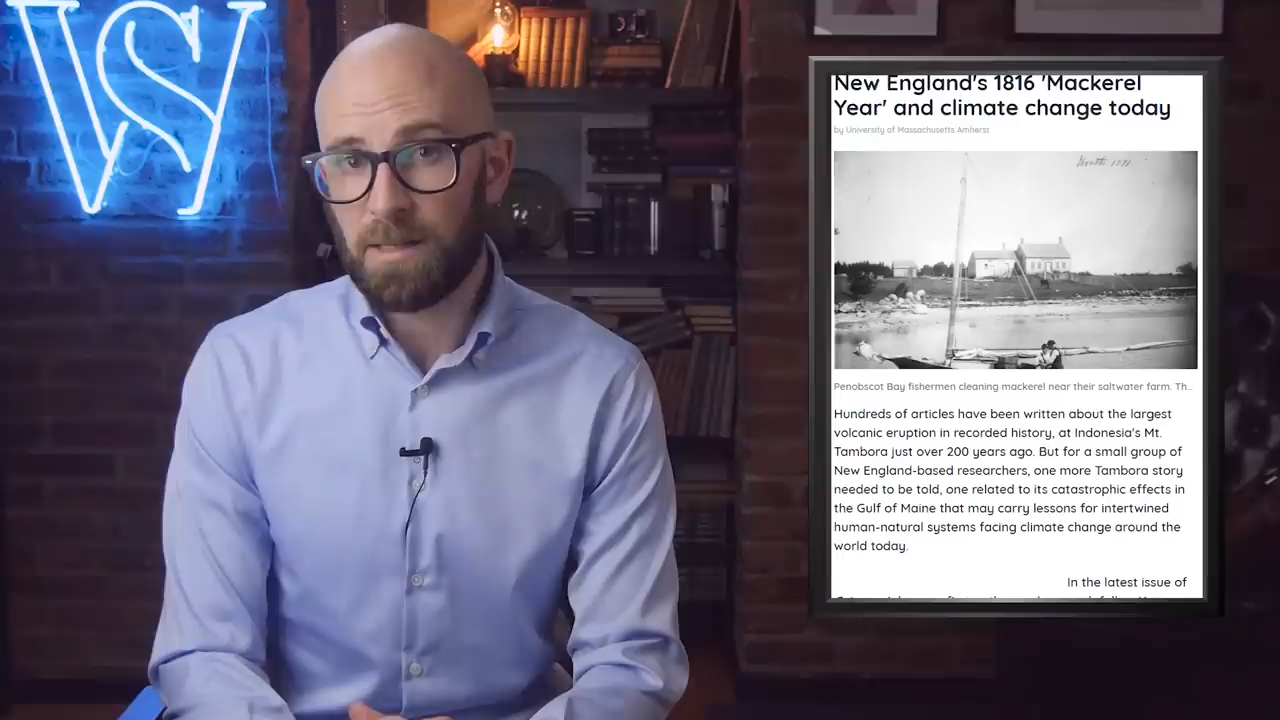 WS
New England's 1816 'Mackerel
Year' and climate change today
by University of Massachusetts Amherst
Penobscot Bay fishermen cleaning mackerel near their saltwater farm. Th...
Hundreds of articles have been written about the largest
volcanic eruption in recorded history, at Indonesia's Mt.
Tambora just over 200 years ago. But for a small group of
New England-based researchers, one more Tambora story
needed to be told, one related to its catastrophic effects in
the Gulf of Maine that may carry lessons for intertwined
human-natural systems facing climate change around the
world today.
In the latest issue of